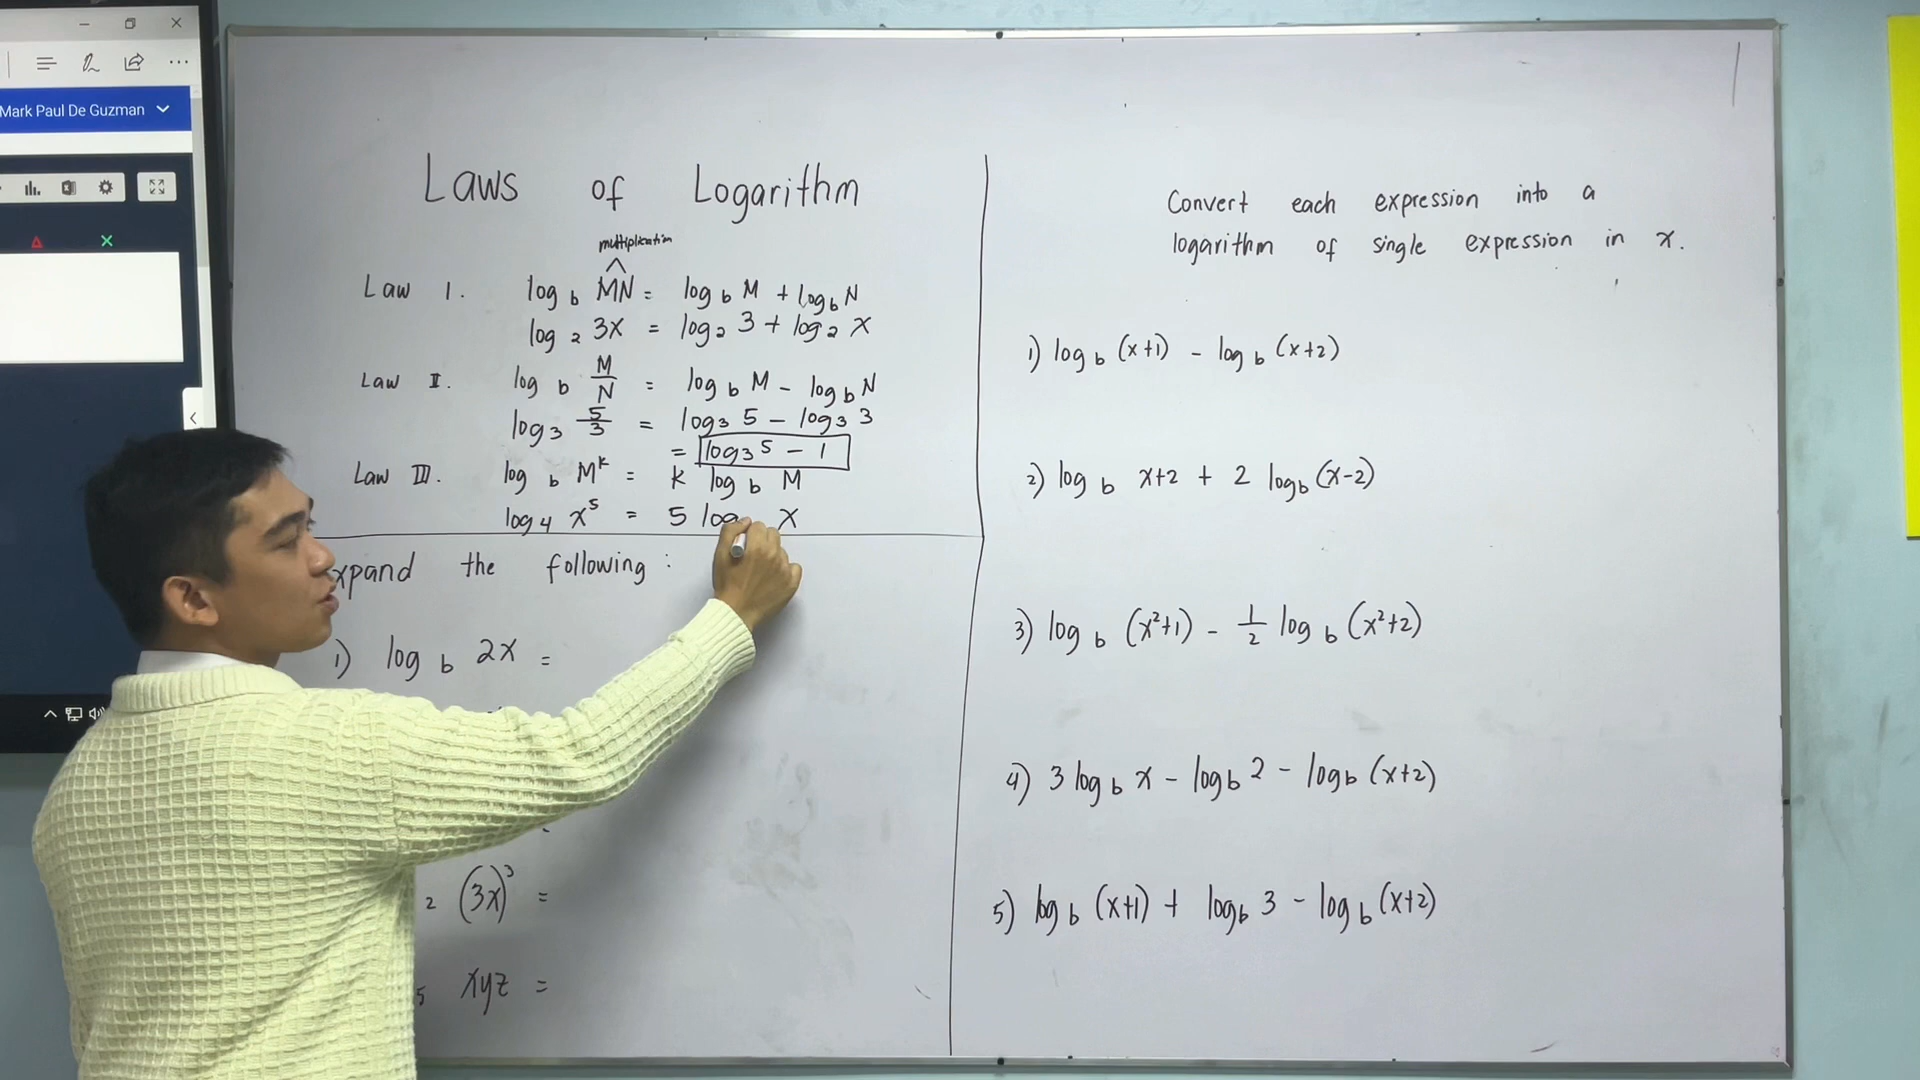 Mark Paul De Guzman
Laws of Logarithm
multiplication
Law I. log b MN = log b M + log b N
log 2 3x = log 2 3 + log 2 x
Law II. log b M/N = log b M - log b N
log 3 5/3 = log 3 5 - log 3 3
= log 3 5 - 1
Law III. log b M^k = k log b M
log 4 x^5 = 5 log x
xpand the following :
1) log b 2x =
2 (3x)^3 =
5 xyz =
Convert each expression into a
logarithm of single expression in x.
1) log b (x+1) - log b (x+2)
2) log b x+2 + 2 log b (x-2)
3) log b (x²+1) - 1/2 log b (x²+2)
4) 3 log b x - log b 2 - log b (x+2)
5) log b (x+1) + log b 3 - log b (x+2)